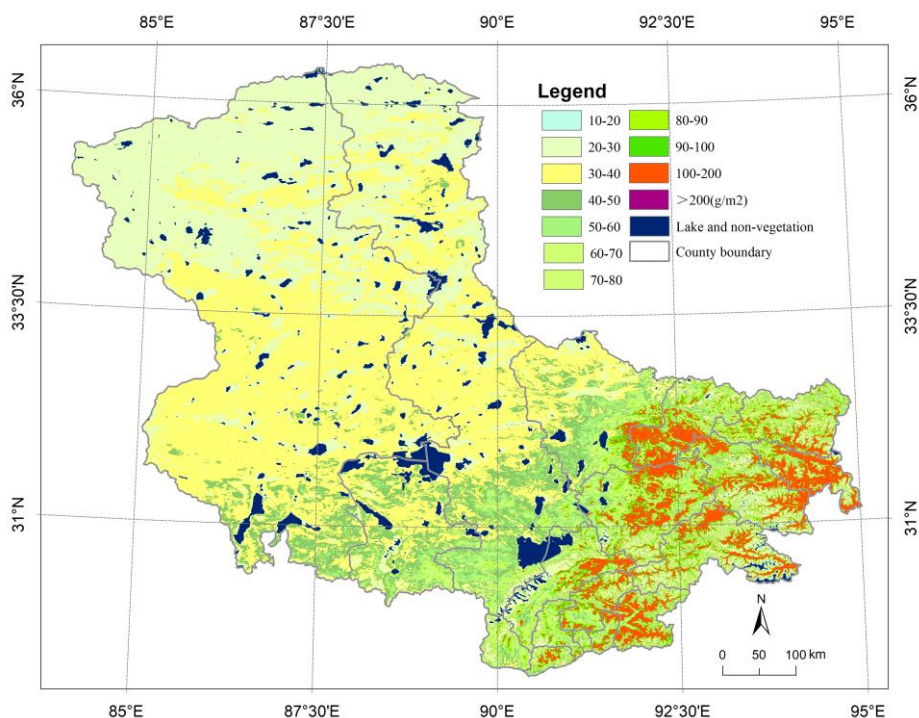 85°E 87°30'E 90°E 92°30'E 95°E
36°N
36°N
Legend
10-20
80-90
20-30
90-100
30-40
100-200
40-50
＞200(g/m2)
50-60
Lake and non-vegetation
60-70
County boundary
70-80
33°30'N
33°30'N
31°N
31°N
N
0 50 100 km
85°E 87°30'E 90°E 92°30'E 95°E